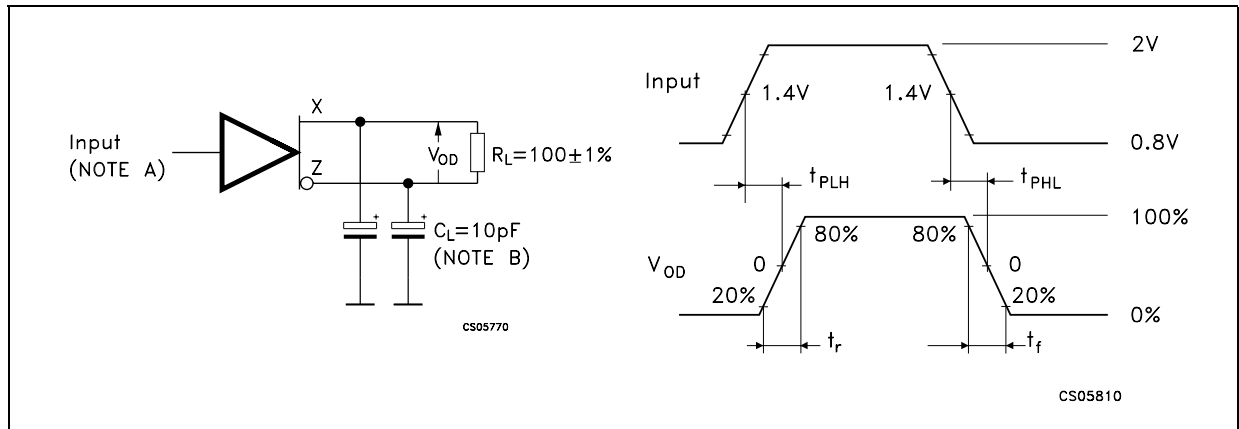 Input
(NOTE A)
X
Z
V_OD
R_L=100±1%
C_L=10pF
(NOTE B)
+
+
CS05770
Input
1.4V
1.4V
2V
0.8V
t_PLH
t_PHL
V_OD
100%
80%
80%
0
0
20%
20%
0%
t_r
t_f
CS05810